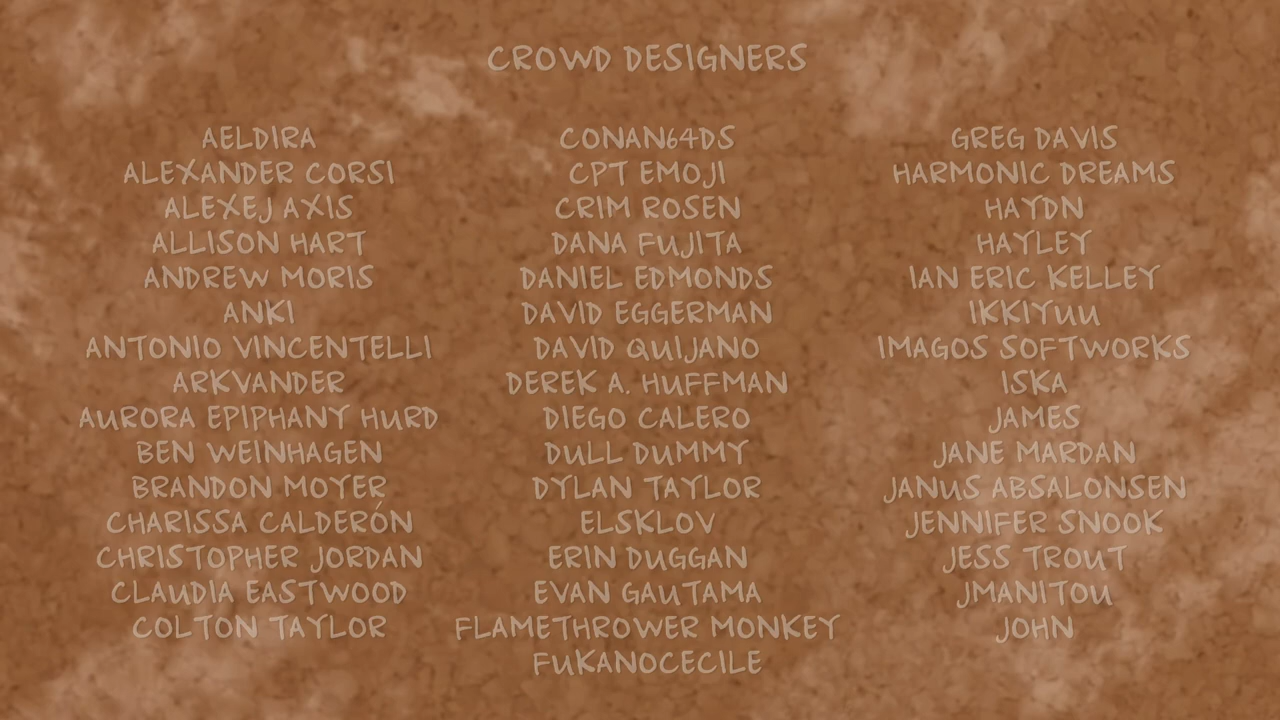 CROWD DESIGNERS
AELDIRA
ALEXANDER CORSI
ALEXEJ AXIS
ALLISON HART
ANDREW MORIS
ANKI
ANTONIO VINCENTELLI
ARKVANDER
AURORA EPIPHANY HURD
BEN WEINHAGEN
BRANDON MOYER
CHARISSA CALDERÓN
CHRISTOPHER JORDAN
CLAUDIA EASTWOOD
COLTON TAYLOR
CONAN64DS
CPT EMOJI
CRIM ROSEN
DANA FUJITA
DANIEL EDMONDS
DAVID EGGERMAN
DAVID QUIJANO
DEREK A. HUFFMAN
DIEGO CALERO
DULL DUMMY
DYLAN TAYLOR
ELSKLOV
ERIN DUGGAN
EVAN GAUTAMA
FLAMETHROWER MONKEY
FUKANOCECILE
GREG DAVIS
HARMONIC DREAMS
HAYDN
HAYLEY
IAN ERIC KELLEY
IKKIYUU
IMAGOS SOFTWORKS
ISKA
JAMES
JANE MARDAN
JANUS ABSALONSEN
JENNIFER SNOOK
JESS TROUT
JMANITOU
JOHN